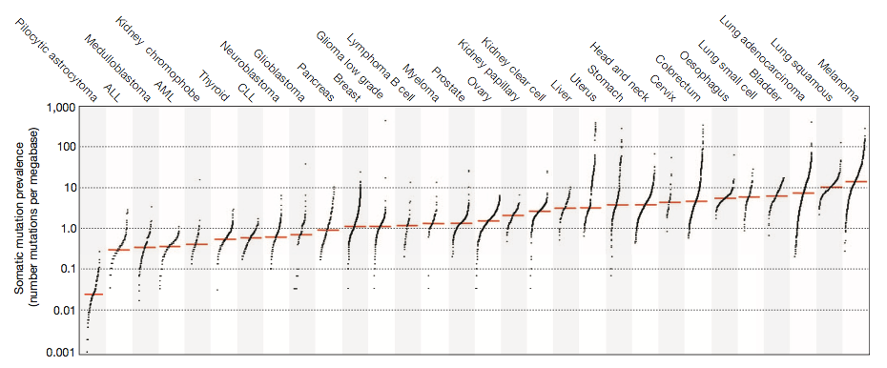 Pilocytic astrocytoma
ALL
Medulloblastoma
AML
Kidney chromophobe
Thyroid
CLL
Neuroblastoma
Glioblastoma
Pancreas
Breast
Glioma low grade
Lymphoma B cell
Myeloma
Prostate
Ovary
Kidney papillary
Kidney clear cell
Liver
Uterus
Stomach
Head and neck
Cervix
Colorectum
Oesophagus
Lung small cell
Bladder
Lung adenocarcinoma
Lung squamous
Melanoma
Somatic mutation prevalence
(number mutations per megabase)
1,000
100
10
1.0
0.1
0.01
0.001